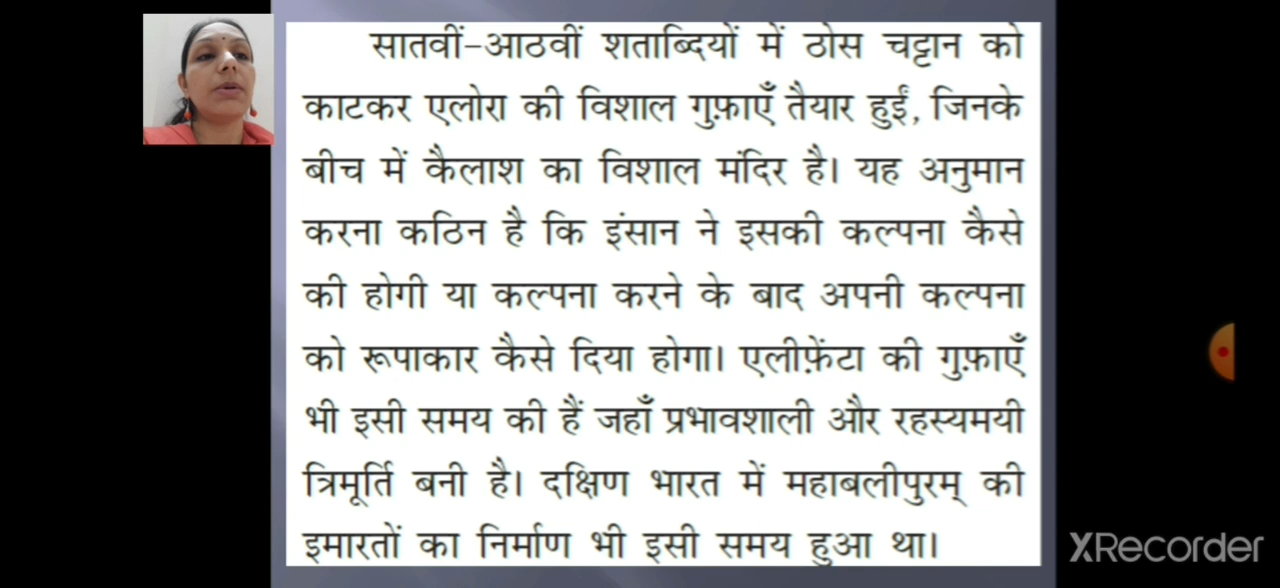 सातवीं-आठवीं शताब्दियों में ठोस चट्टान को
काटकर एलोरा की विशाल गुफ़ाएँ तैयार हुईं, जिनके
बीच में कैलाश का विशाल मंदिर है। यह अनुमान
करना कठिन है कि इंसान ने इसकी कल्पना कैसे
की होगी या कल्पना करने के बाद अपनी कल्पना
को रूपाकार कैसे दिया होगा। एलीफ़ेंटा की गुफ़ाएँ
भी इसी समय की हैं जहाँ प्रभावशाली और रहस्यमयी
त्रिमूर्ति बनी है। दक्षिण भारत में महाबलीपुरम् की
इमारतों का निर्माण भी इसी समय हुआ था।
XRecorder